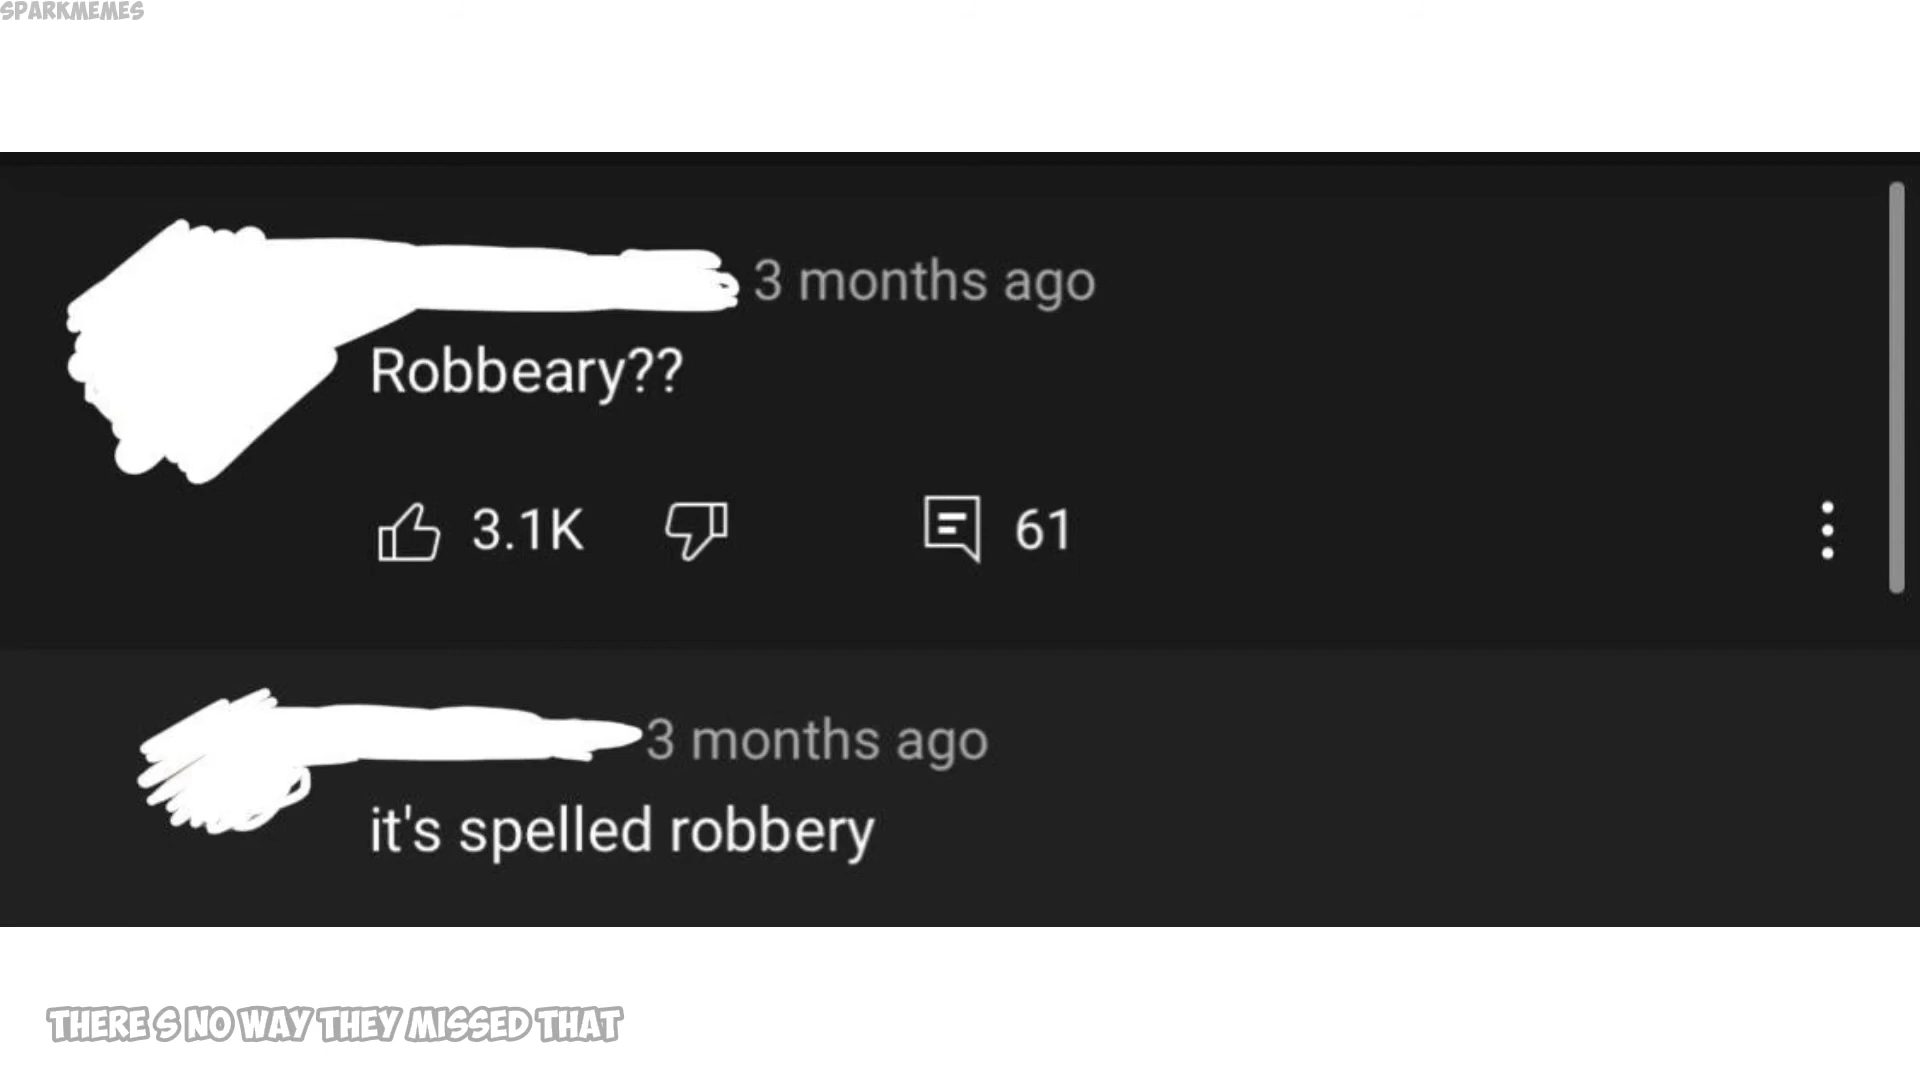 SPARKMEMES
3 months ago
Robbeary??
3.1K 61
3 months ago
it's spelled robbery
THERE S NO WAY THEY MISSED THAT